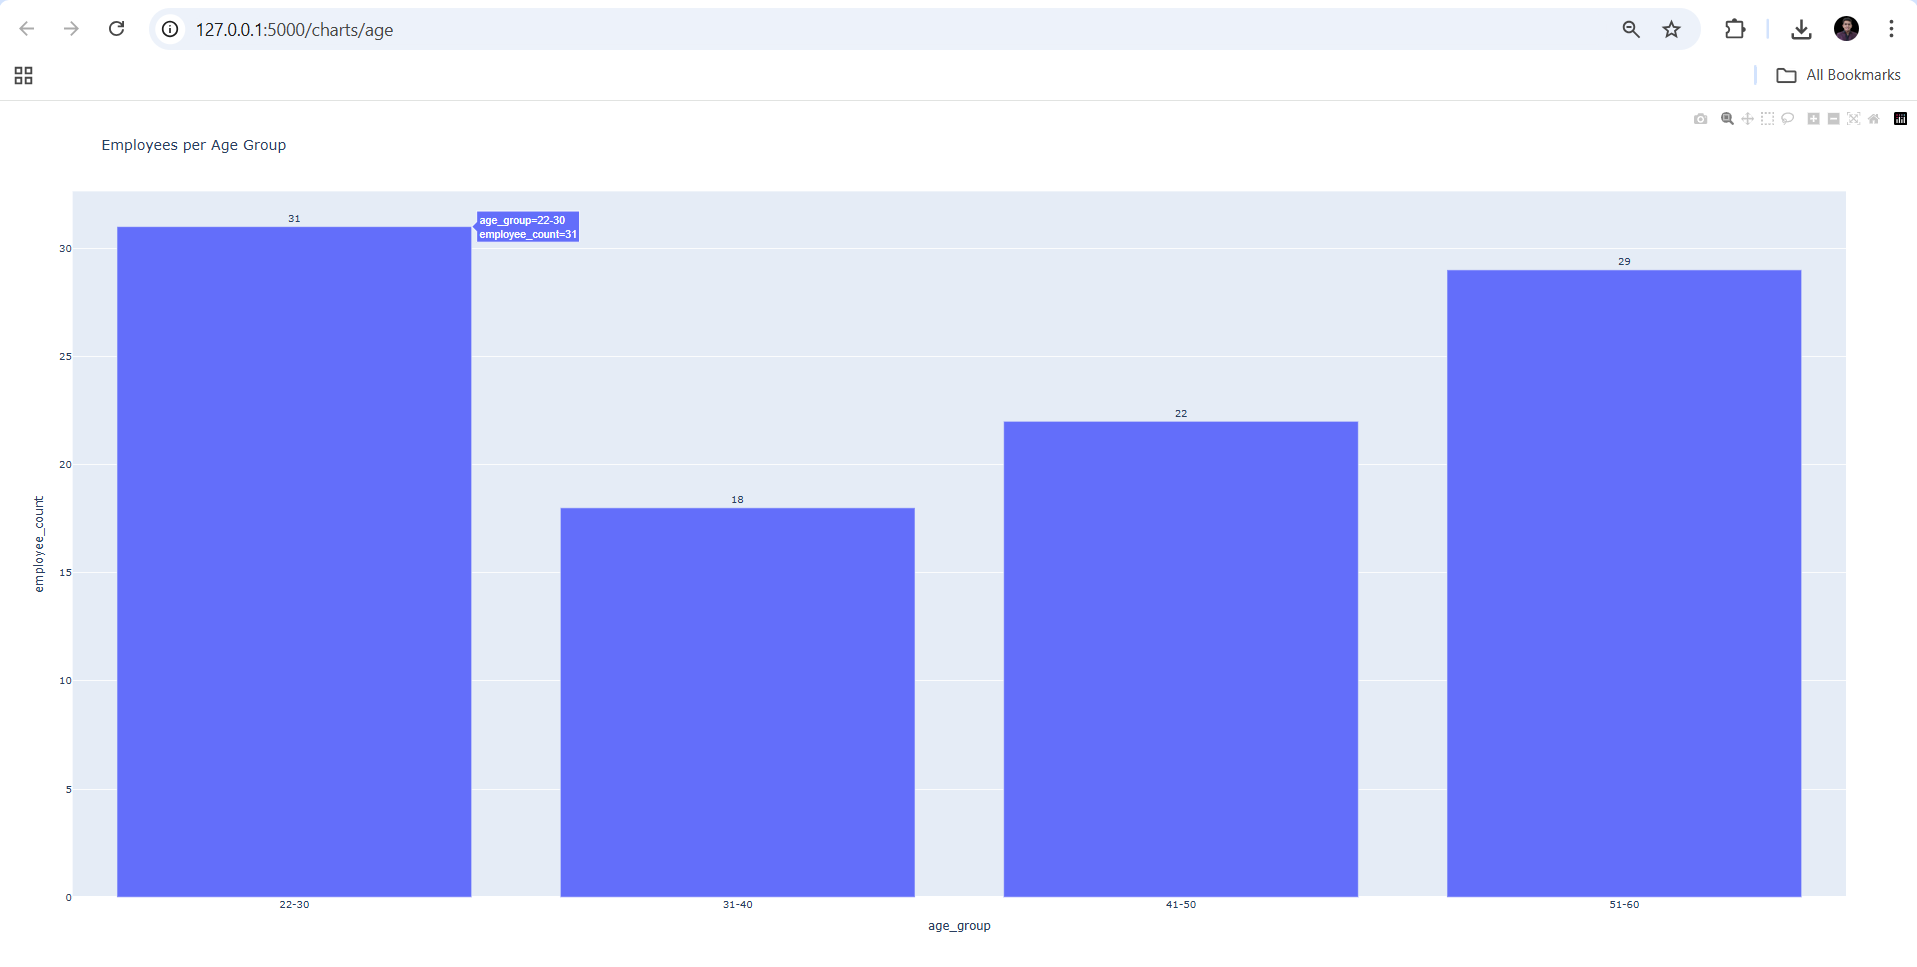 127.0.0.1:5000/charts/age
All Bookmarks
Employees per Age Group
31
age_group=22-30
employee_count=31
29
22
18
30
25
20
15
10
5
0
employee_count
22-30
31-40
41-50
51-60
age_group